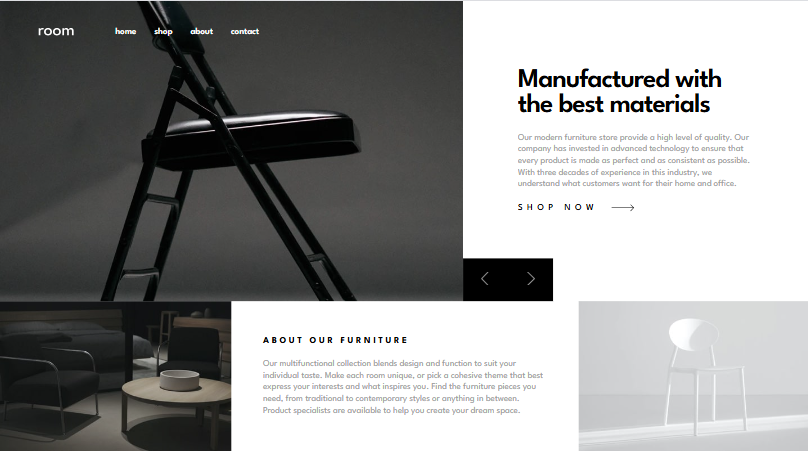 room
home shop about contact
Manufactured with
the best materials
Our modern furniture store provide a high level of quality. Our
company has invested in advanced technology to ensure that
every product is made as perfect and as consistent as possible.
With three decades of experience in this industry, we
understand what customers want for their home and office.
SHOP NOW
ABOUT OUR FURNITURE
Our multifunctional collection blends design and function to suit your
individual taste. Make each room unique, or pick a cohesive theme that best
express your interests and what inspires you. Find the furniture pieces you
need, from traditional to contemporary styles or anything in between.
Product specialists are available to help you create your dream space.